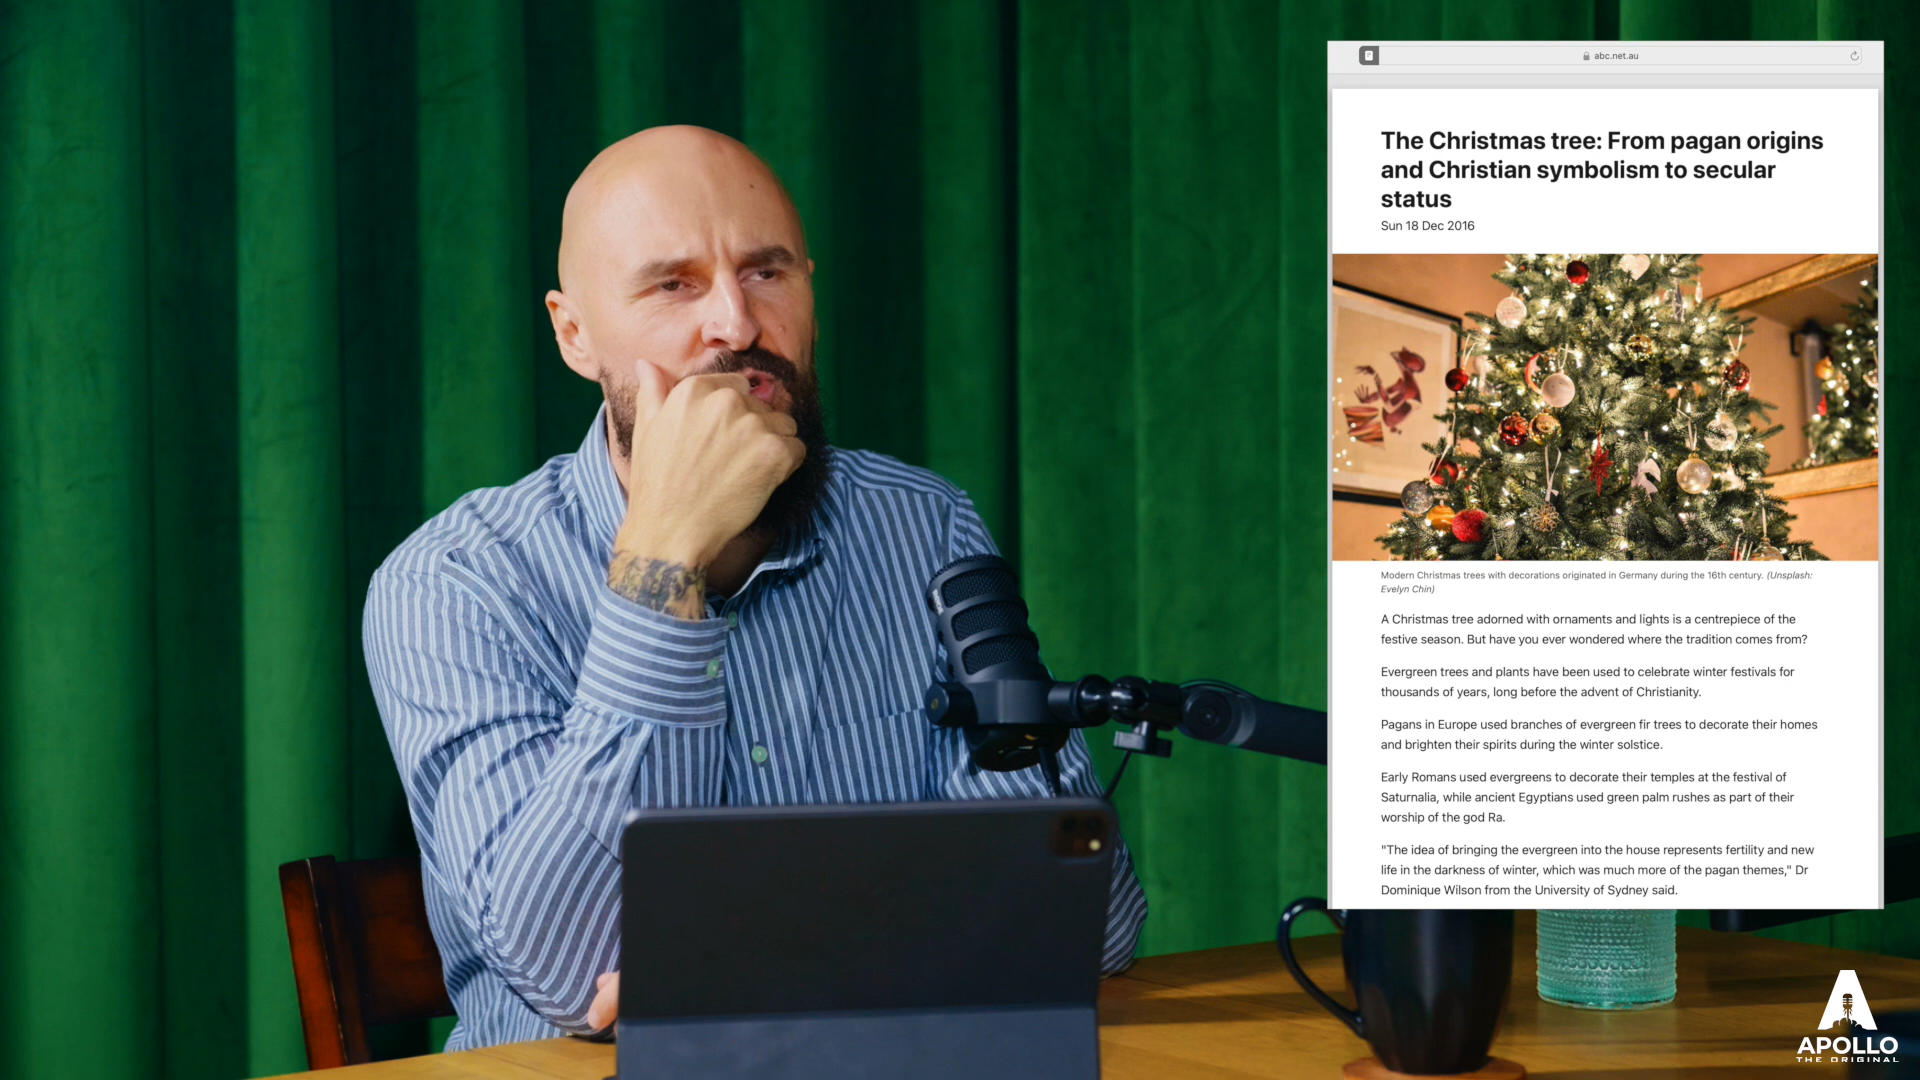 abc.net.au
The Christmas tree: From pagan origins
and Christian symbolism to secular
status
Sun 18 Dec 2016
Modern Christmas trees with decorations originated in Germany during the 16th century. (Unsplash:
Evelyn Chin)
A Christmas tree adorned with ornaments and lights is a centrepiece of the
festive season. But have you ever wondered where the tradition comes from?
Evergreen trees and plants have been used to celebrate winter festivals for
thousands of years, long before the advent of Christianity.
Pagans in Europe used branches of evergreen fir trees to decorate their homes
and brighten their spirits during the winter solstice.
Early Romans used evergreens to decorate their temples at the festival of
Saturnalia, while ancient Egyptians used green palm rushes as part of their
worship of the god Ra.
"The idea of bringing the evergreen into the house represents fertility and new
life in the darkness of winter, which was much more of the pagan themes," Dr
Dominique Wilson from the University of Sydney said.
APOLLO
THE ORIGINAL